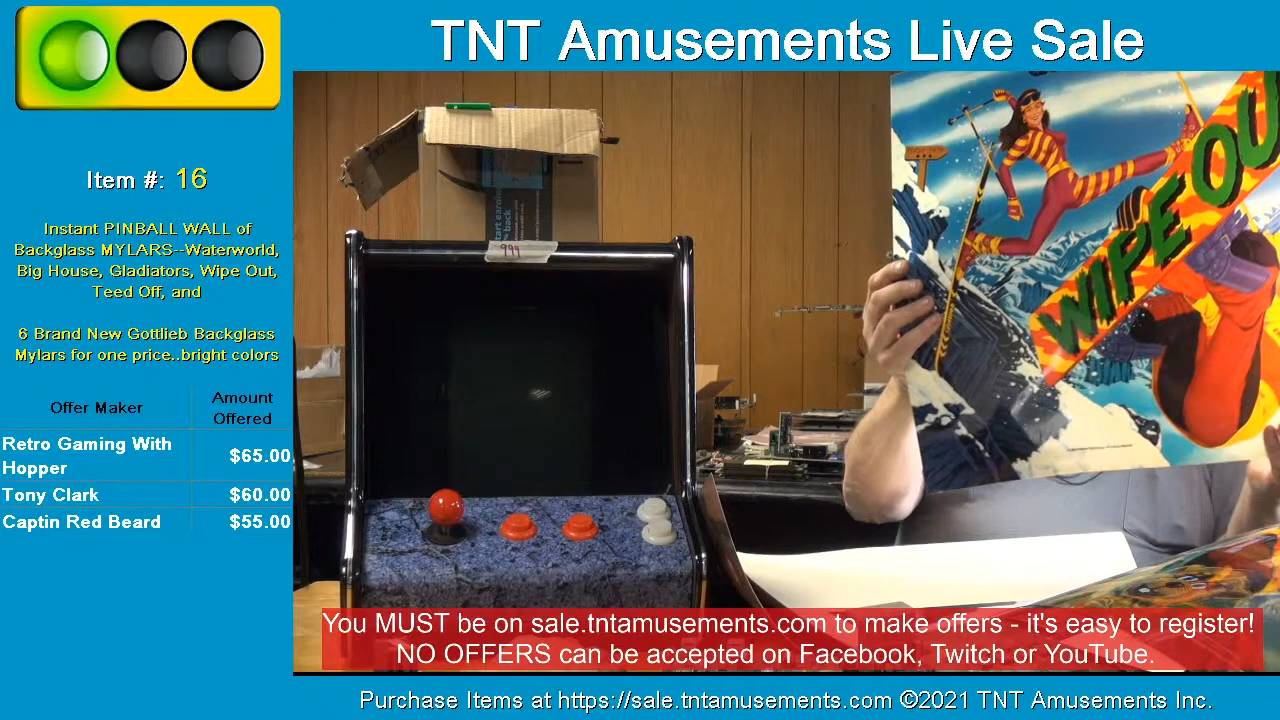 TNT Amusements Live Sale
Item #: 16
Instant PINBALL WALL of
Backglass MYLARS--Waterworld,
Big House, Gladiators, Wipe Out,
Teed Off, and
6 Brand New Gottlieb Backglass
Mylars for one price..bright colors
Offer Maker
Amount
Offered
Retro Gaming With
Hopper
$65.00
Tony Clark
$60.00
Captin Red Beard
$55.00
999
WIPE OU
You MUST be on sale.tntamusements.com to make offers - it's easy to register!
NO OFFERS can be accepted on Facebook, Twitch or YouTube.
Purchase Items at https://sale.tntamusements.com ©2021 TNT Amusements Inc.